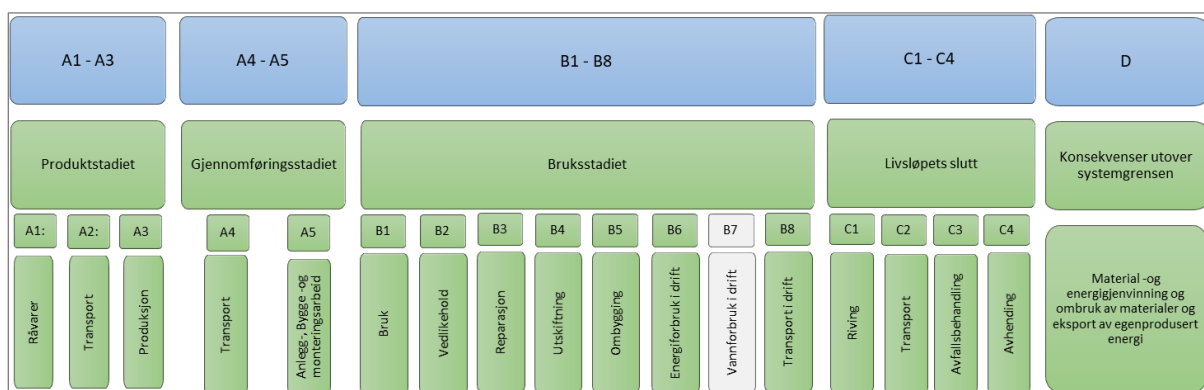 A1 - A3
A4 - A5
B1 - B8
C1 - C4
D
Produktstadiet
Gjennomføringsstadiet
Bruksstadiet
Livsløpets slutt
Konsekvenser utover
systemgrensen
A1:
A2:
A3
A4
A5
B1
B2
B3
B4
B5
B6
B7
B8
C1
C2
C3
C4
Råvarer
Transport
Produksjon
Transport
Anlegg-, Bygge -og
monteringsarbeid
Bruk
Vedlikehold
Reparasjon
Utskiftning
Ombygging
Energiforbruk i drift
Vannforbruk i drift
Transport i drift
Riving
Transport
Avfallsbehandling
Avhending
Material -og
energigjenvinning og
ombruk av materialer og
eksport av egenprodusert
energi